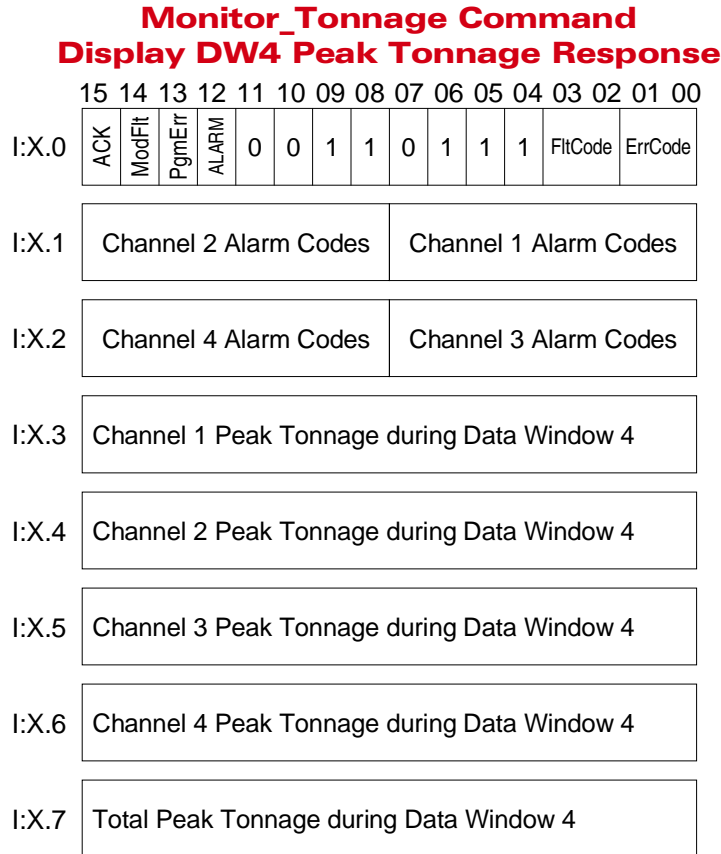 Monitor_Tonnage Command
Display DW4 Peak Tonnage Response
15 14 13 12 11 10 09 08 07 06 05 04 03 02 01 00
I:X.0 ACK ModFlt PgmErr ALARM 0 0 1 1 0 1 1 1 FltCode ErrCode
I:X.1 Channel 2 Alarm Codes Channel 1 Alarm Codes
I:X.2 Channel 4 Alarm Codes Channel 3 Alarm Codes
I:X.3 Channel 1 Peak Tonnage during Data Window 4
I:X.4 Channel 2 Peak Tonnage during Data Window 4
I:X.5 Channel 3 Peak Tonnage during Data Window 4
I:X.6 Channel 4 Peak Tonnage during Data Window 4
I:X.7 Total Peak Tonnage during Data Window 4